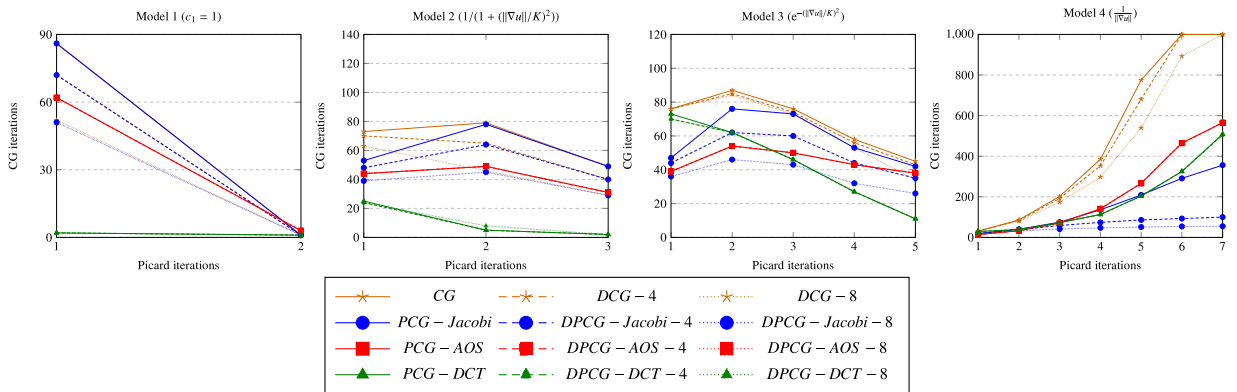 Model 1 (c₁ = 1)
90
60
30
0
1
2
CG iterations
Picard iterations
Model 2 (1/(1 + (‖∇u‖/K)²))
140
120
100
80
60
40
20
0
1
2
3
CG iterations
Picard iterations
Model 3 (e^{-(‖∇u‖/K)²})
120
100
80
60
40
20
0
1
2
3
4
5
CG iterations
Picard iterations
Model 4 (1/‖∇u‖)
1,000
800
600
400
200
0
1
2
3
4
5
6
7
CG iterations
Picard iterations
CG DCG − 4 DCG − 8
PCG − Jacobi DPCG − Jacobi − 4 DPCG − Jacobi − 8
PCG − AOS DPCG − AOS − 4 DPCG − AOS − 8
PCG − DCT DPCG − DCT − 4 DPCG − DCT − 8